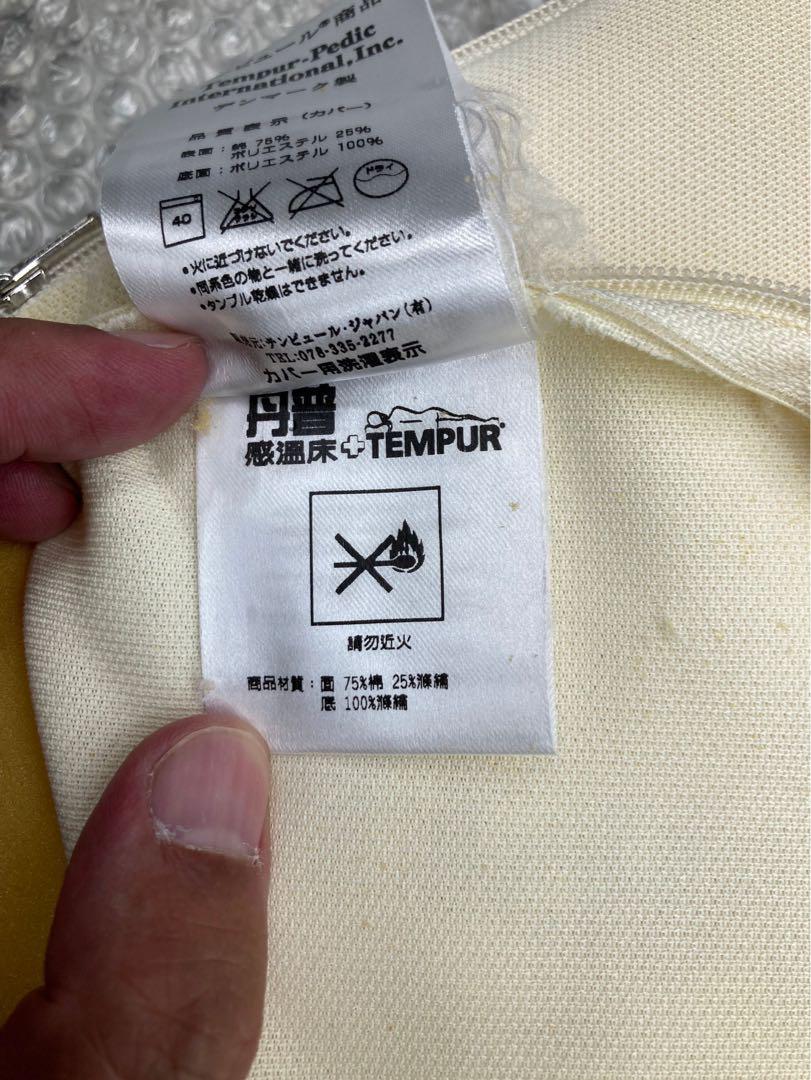 ピュール®商品
Tempur-Pedic
International, Inc.
デンマーク製
品質表示(カバー)
表面:綿 75%
ポリエステル 25%
底面:ポリエステル 100%
40
ドライ
•火に近づけないでください。
•同系色の物と一緒に洗ってください。
•タンブル乾燥はできません。
テンピュール・ジャパン(有)
TEL:078-335-2277
カバー用洗濯表示
丹普
感溫床 TEMPUR®
請勿近火
商品材質:面 75%棉 25%滌綸
底 100%滌綸